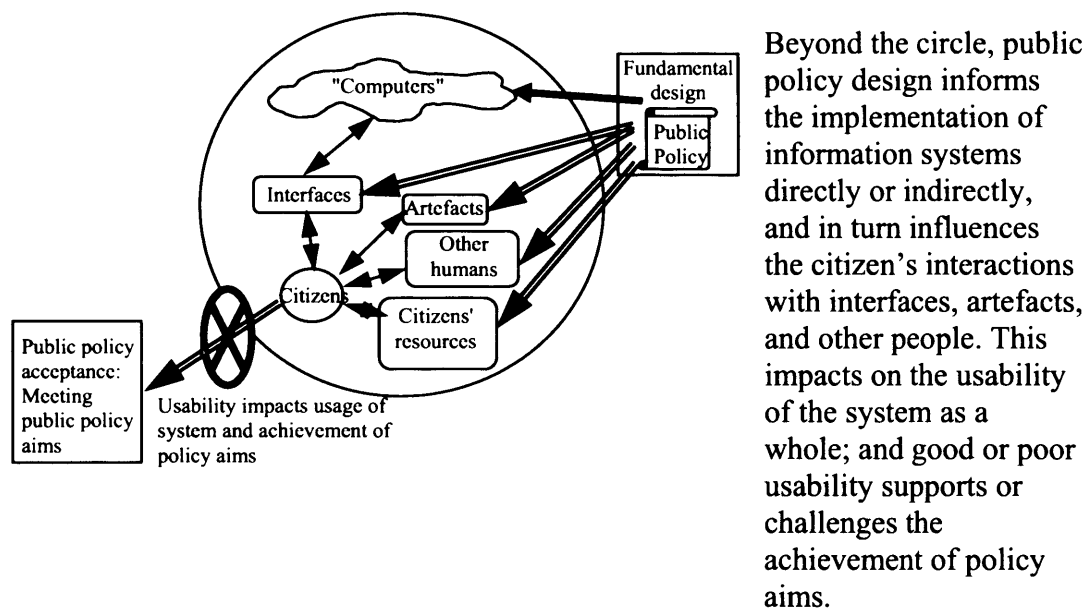 "Computers"
Fundamental
design
Public
Policy
Interfaces
Artefacts
Other
humans
Citizens
Citizens'
resources
Public policy
acceptance:
Meeting
public policy
aims
Usability impacts usage of
system and achievement of
policy aims
Beyond the circle, public
policy design informs
the implementation of
information systems
directly or indirectly,
and in turn influences
the citizen’s interactions
with interfaces, artefacts,
and other people. This
impacts on the usability
of the system as a
whole; and good or poor
usability supports or
challenges the
achievement of policy
aims.